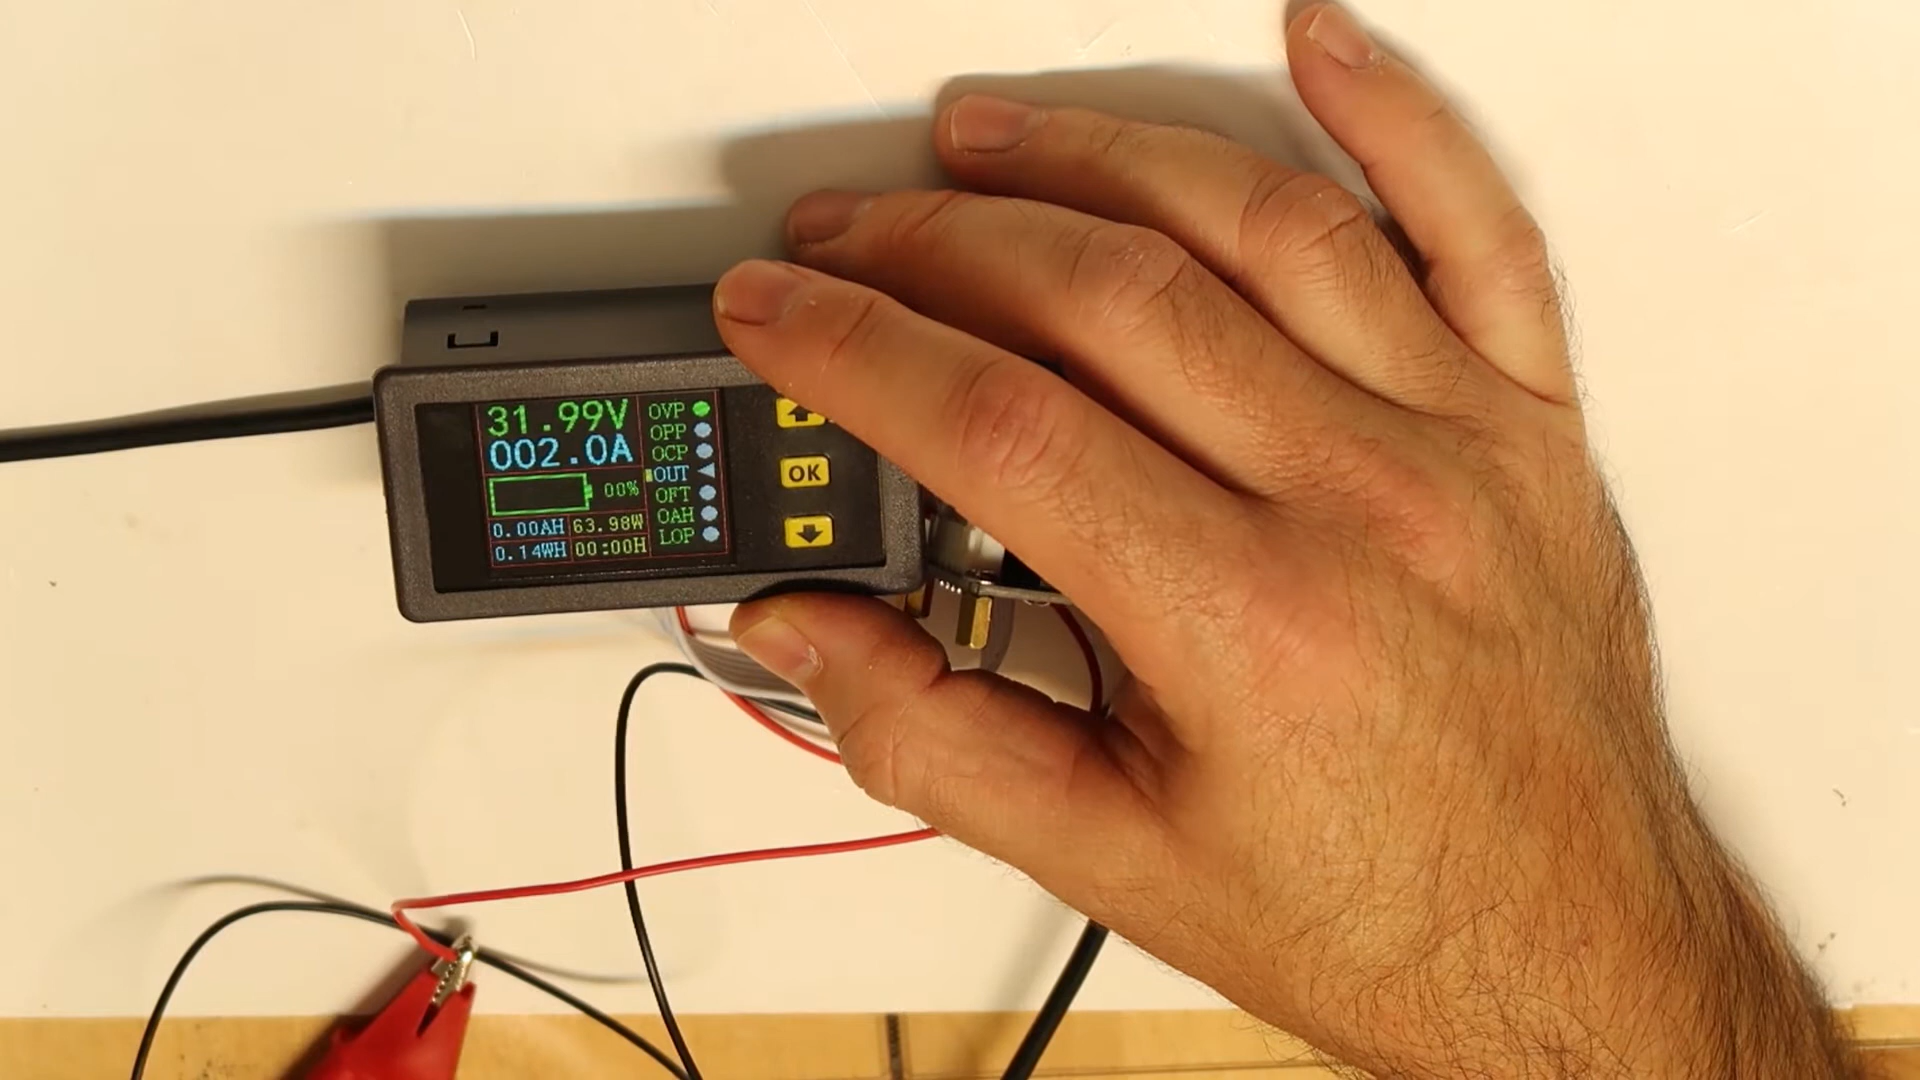 31.99V
002.0A
00%
0.00AH 63.98W
0.14WH 00:00H
OVP
OPP
OCP
OUT
OFT
OAH
LOP
OK